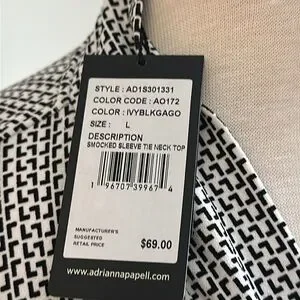 STYLE : AD1S301331
COLOR CODE : AO172
COLOR : IVYBLKGAGO
SIZE : L
DESCRIPTION
SMOCKED SLEEVE TIE NECK TOP
1 96707 39967 4
MANUFACTURER'S
SUGGESTED
RETAIL PRICE
$69.00
www.adriannapapell.com